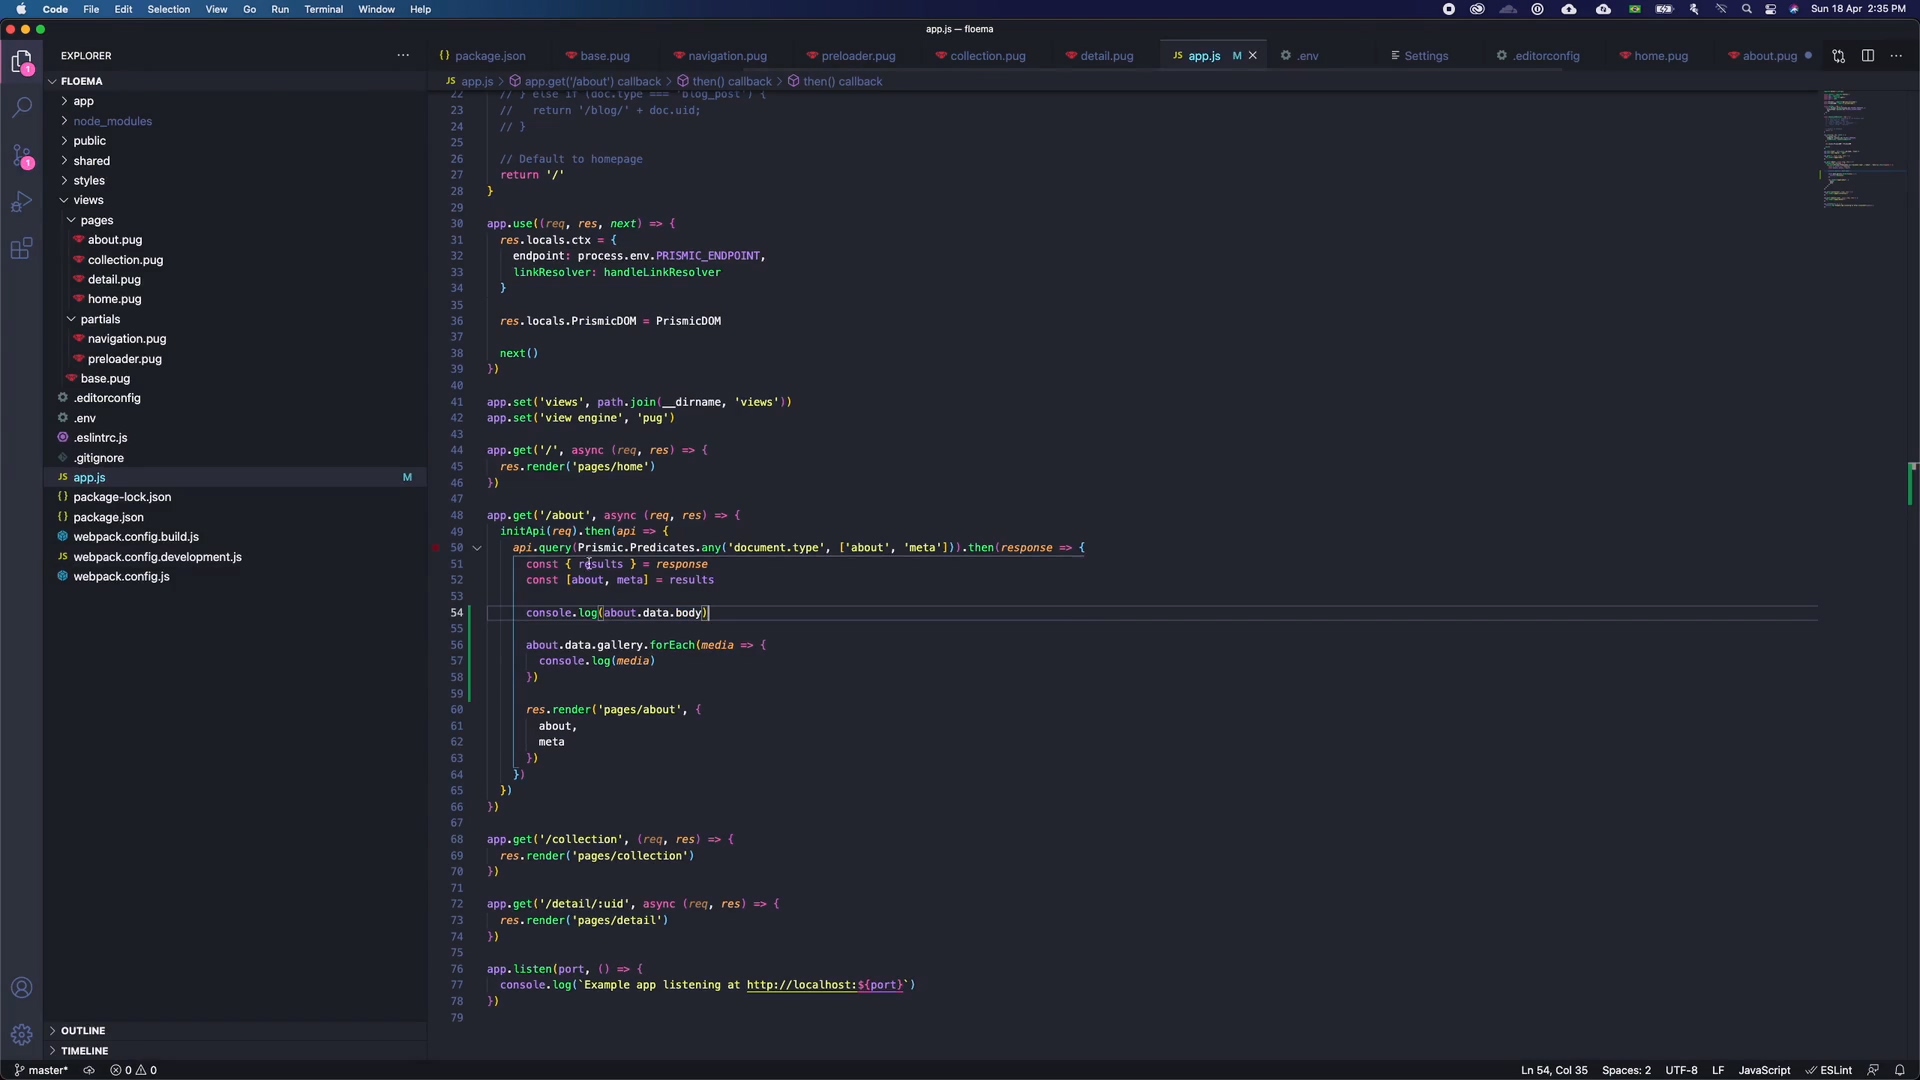 Code File Edit Selection View Go Run Terminal Window Help
Sun 18 Apr 2:35 PM
app.js — floema
EXPLORER
package.json
base.pug
navigation.pug
preloader.pug
collection.pug
detail.pug
JS app.js M
.env
Settings
.editorconfig
home.pug
about.pug
JS app.js > app.get('/about') callback > then() callback > then() callback
1
1
FLOEMA
app
node_modules
public
shared
styles
views
pages
about.pug
collection.pug
detail.pug
home.pug
partials
navigation.pug
preloader.pug
base.pug
.editorconfig
.env
.eslintrc.js
.gitignore
JS app.js M
{} package-lock.json
{} package.json
webpack.config.build.js
JS webpack.config.development.js
webpack.config.js
OUTLINE
TIMELINE
22 // } else if (doc.type === 'blog_post') {
23 //   return '/blog/' + doc.uid;
24 // }
25
26 // Default to homepage
27 return '/'
28 }
29
30 app.use((req, res, next) => {
31 res.locals.ctx = {
32 endpoint: process.env.PRISMIC_ENDPOINT,
33 linkResolver: handleLinkResolver
34 }
35
36 res.locals.PrismicDOM = PrismicDOM
37
38 next()
39 })
40
41 app.set('views', path.join(__dirname, 'views'))
42 app.set('view engine', 'pug')
43
44 app.get('/', async (req, res) => {
45 res.render('pages/home')
46 })
47
48 app.get('/about', async (req, res) => {
49 initApi(req).then(api => {
50 api.query(Prismic.Predicates.any('document.type', ['about', 'meta'])).then(response => {
51 const { results } = response
52 const [about, meta] = results
53
54 console.log(about.data.body)
55
56 about.data.gallery.forEach(media => {
57 console.log(media)
58 })
59
60 res.render('pages/about', {
61 about,
62 meta
63 })
64 })
65 })
66 })
67
68 app.get('/collection', (req, res) => {
69 res.render('pages/collection')
70 })
71
72 app.get('/detail/:uid', async (req, res) => {
73 res.render('pages/detail')
74 })
75
76 app.listen(port, () => {
77 console.log(`Example app listening at http://localhost:${port}`)
78 })
79
master* 0 0
Ln 54, Col 35 Spaces: 2 UTF-8 LF JavaScript ESLint